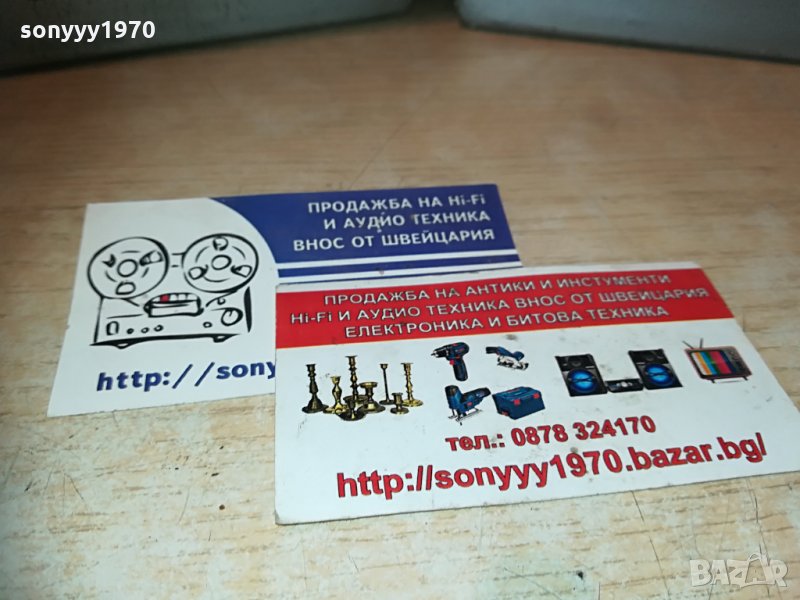 sonyyy1970
ПРОДАЖБА НА Hi-Fi
И АУДИО ТЕХНИКА
ВНОС ОТ ШВЕЙЦАРИЯ
http://sony
ПРОДАЖБА НА АНТИКИ И ИНСТУМЕНТИ
Hi-Fi И АУДИО ТЕХНИКА ВНОС ОТ ШВЕЙЦАРИЯ
ЕЛЕКТРОНИКА И БИТОВА ТЕХНИКА
тел.: 0878 324170
http://sonyyy1970.bazar.bg/
BAZAR